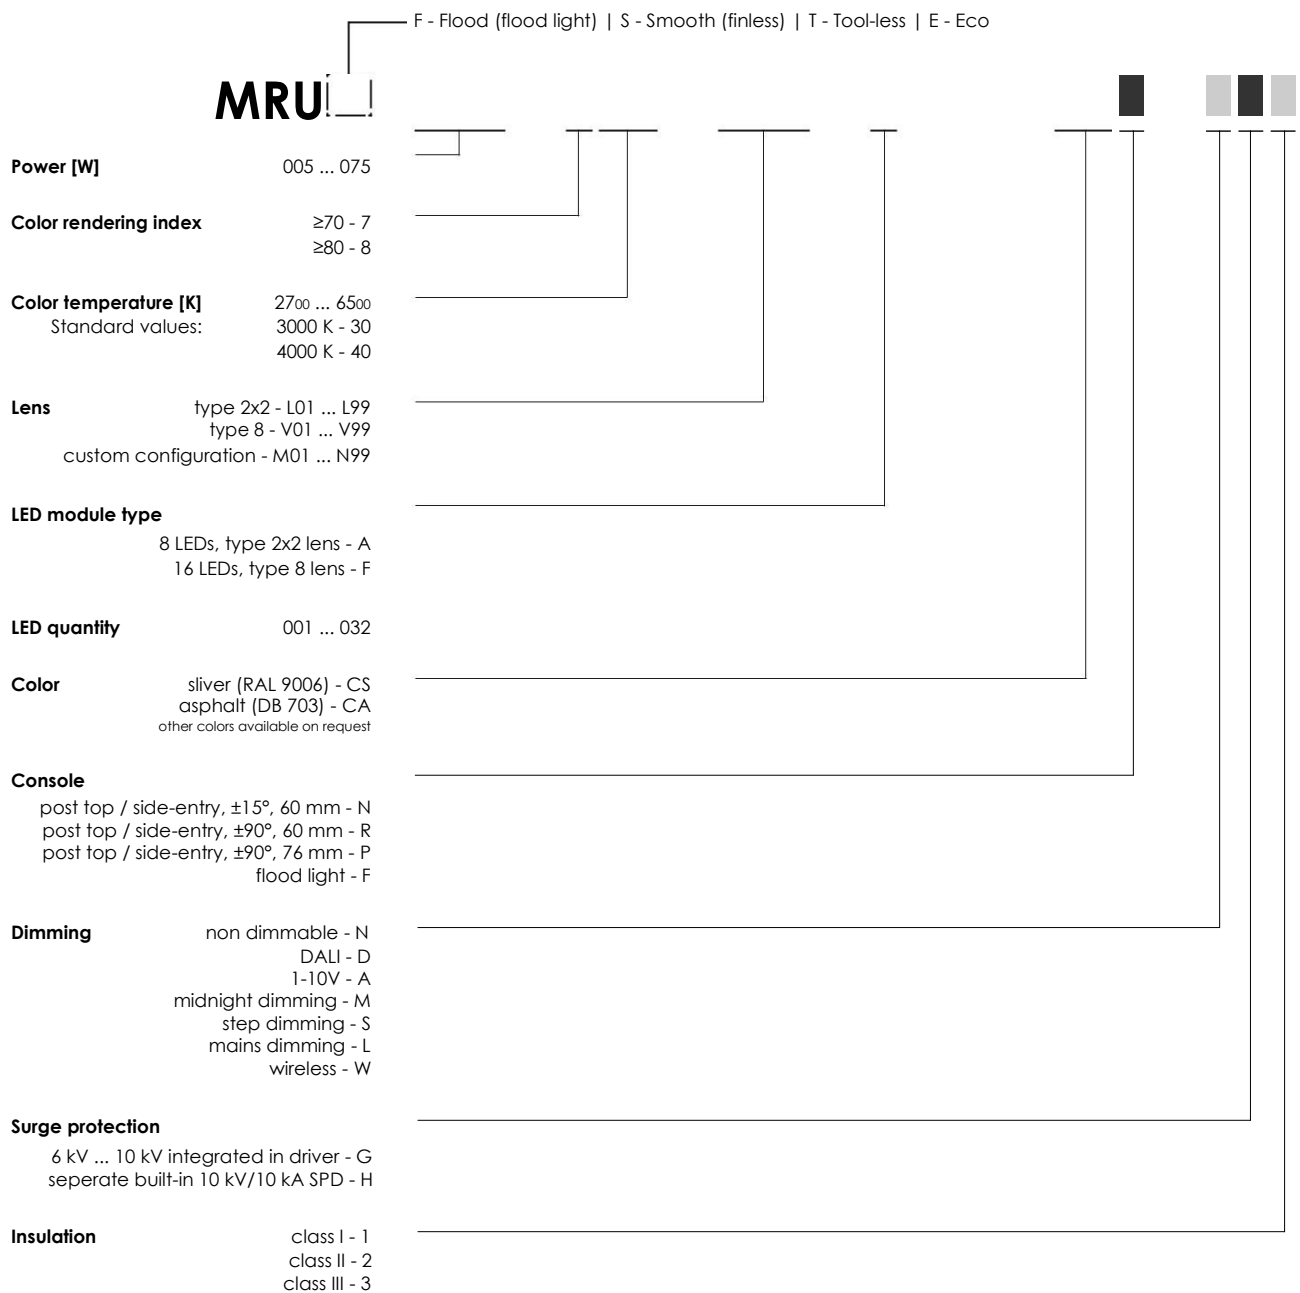 F - Flood (flood light) | S - Smooth (finless) | T - Tool-less | E - Eco
MRU
Power [W] 005 ... 075
Color rendering index ≥70 - 7
≥80 - 8
Color temperature [K] 2700 ... 6500
Standard values: 3000 K - 30
4000 K - 40
Lens type 2x2 - L01 ... L99
type 8 - V01 ... V99
custom configuration - M01 ... N99
LED module type
8 LEDs, type 2x2 lens - A
16 LEDs, type 8 lens - F
LED quantity 001 ... 032
Color sliver (RAL 9006) - CS
asphalt (DB 703) - CA
other colors available on request
Console
post top / side-entry, ±15°, 60 mm - N
post top / side-entry, ±90°, 60 mm - R
post top / side-entry, ±90°, 76 mm - P
flood light - F
Dimming non dimmable - N
DALI - D
1-10V - A
midnight dimming - M
step dimming - S
mains dimming - L
wireless - W
Surge protection
6 kV ... 10 kV integrated in driver - G
seperate built-in 10 kV/10 kA SPD - H
Insulation class I - 1
class II - 2
class III - 3